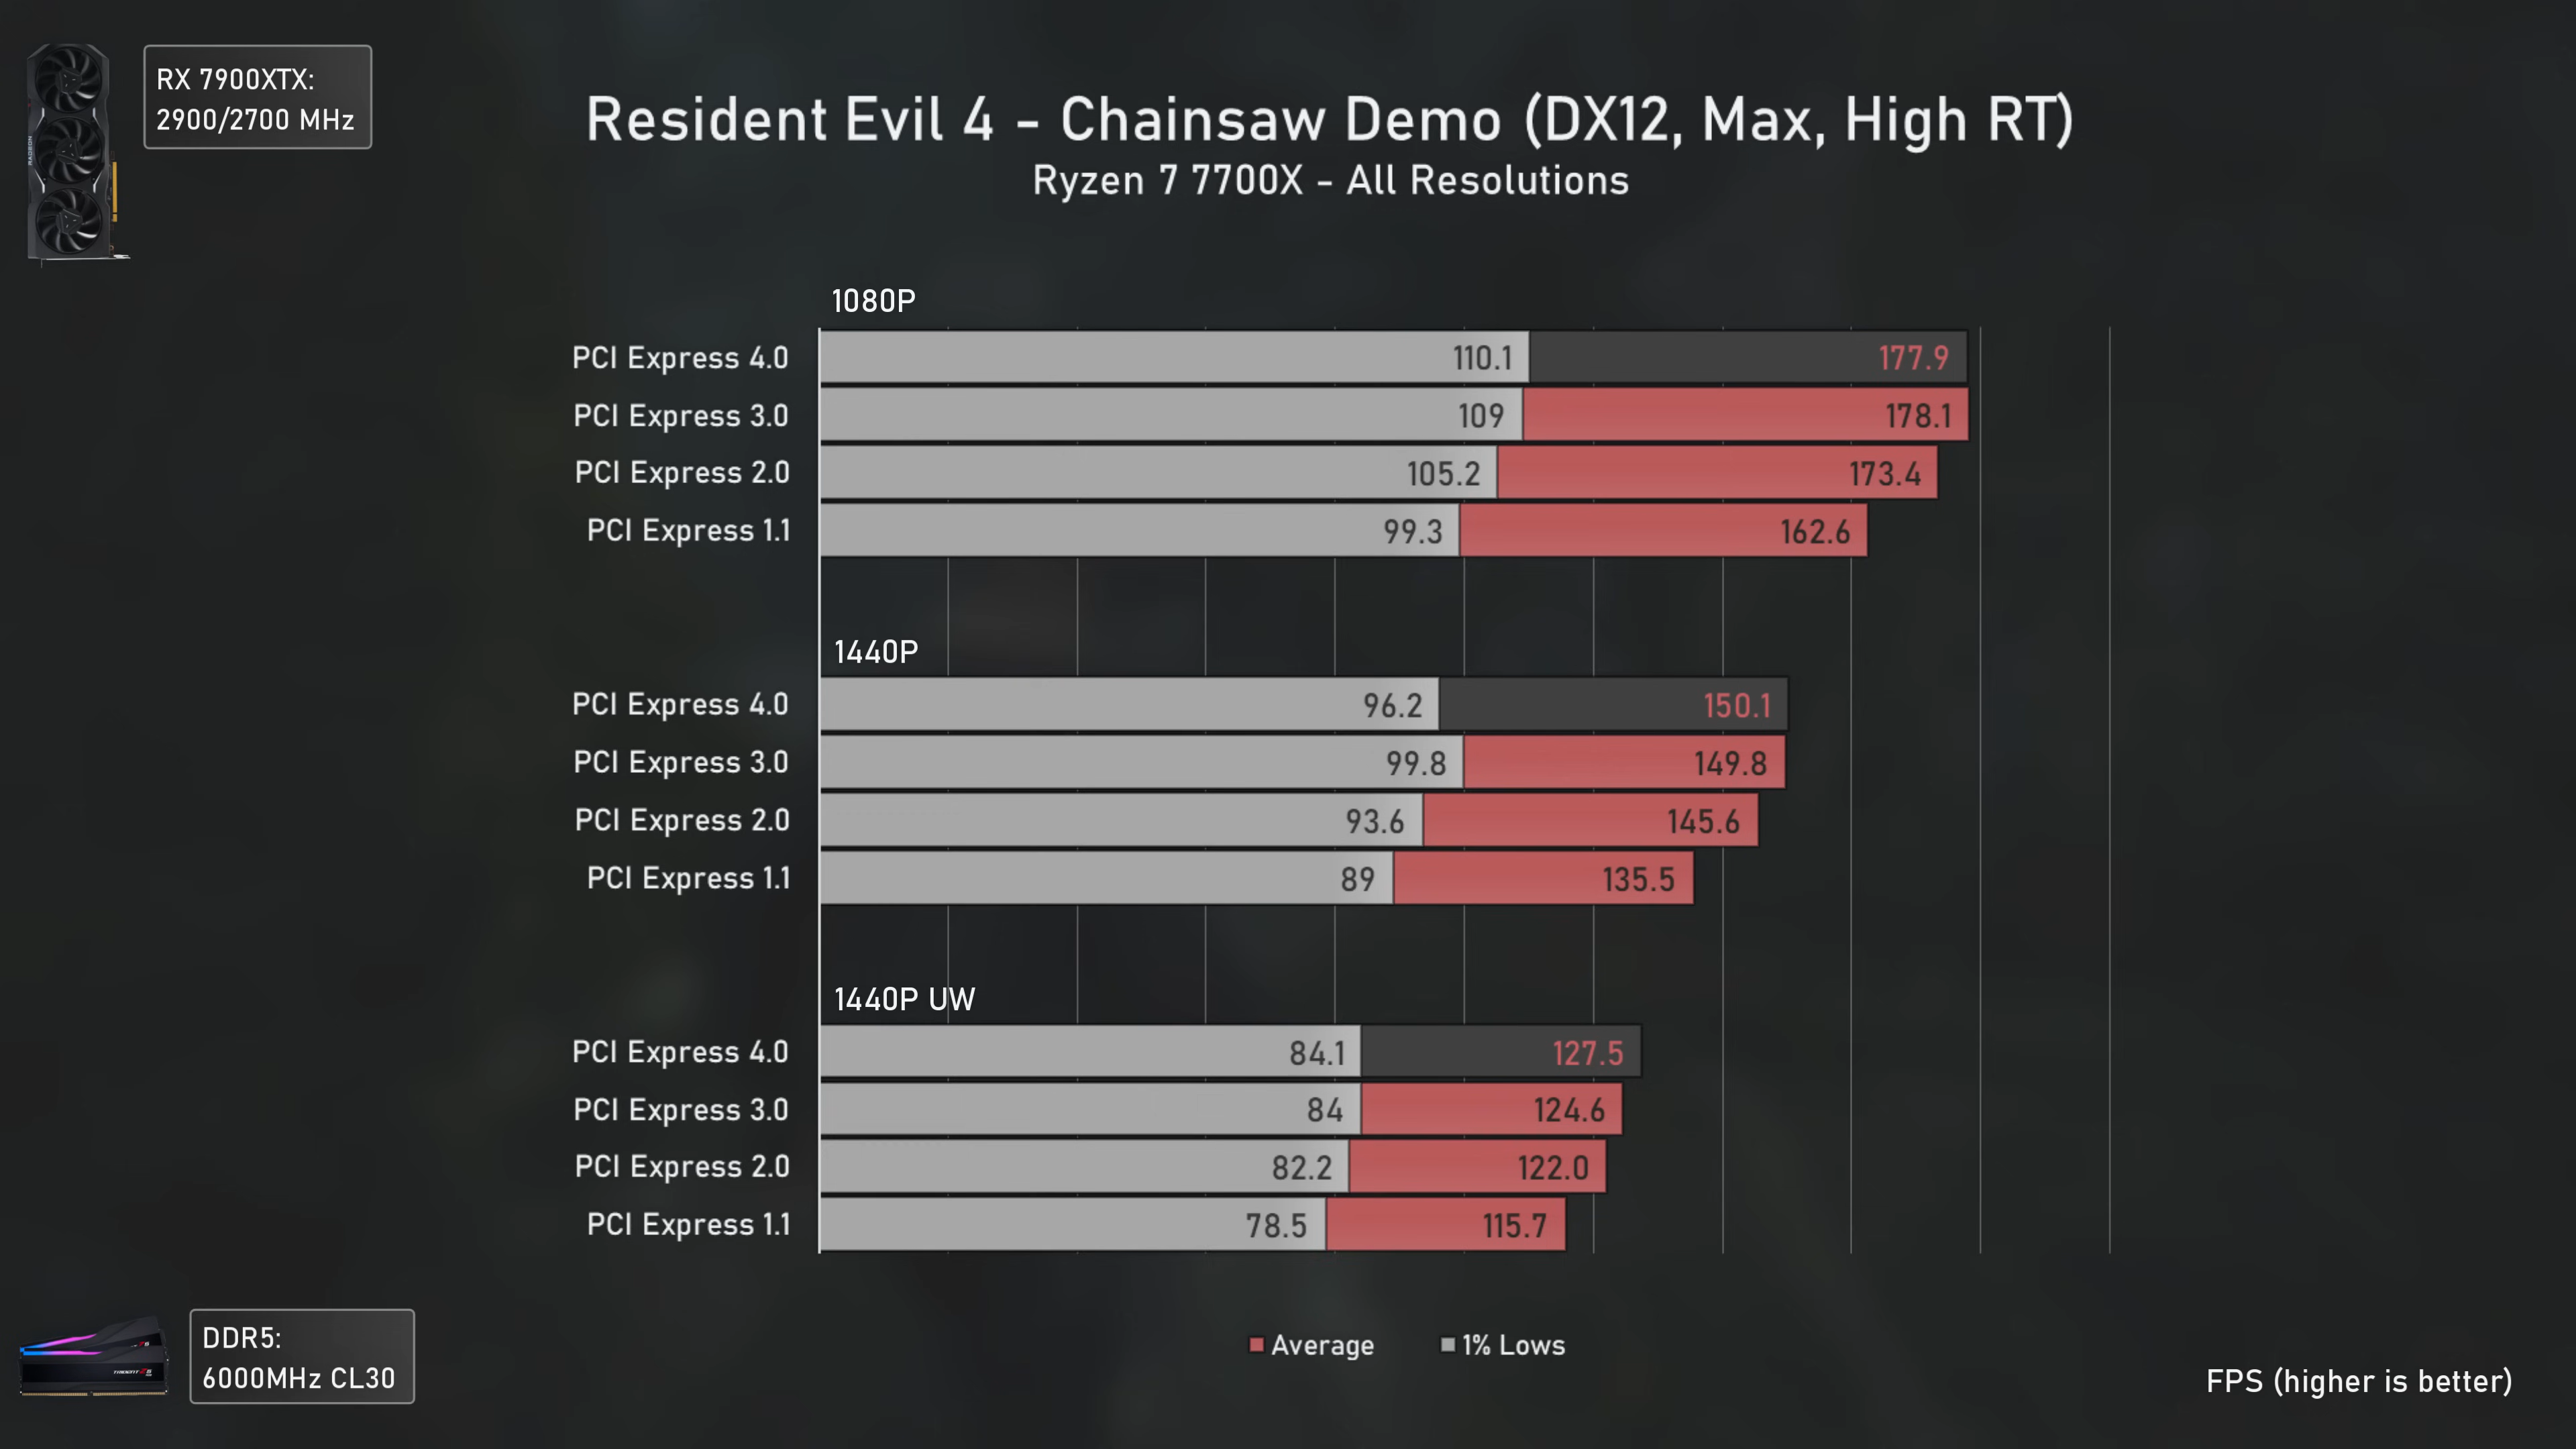 RX 7900XTX:
2900/2700 MHz
Resident Evil 4 - Chainsaw Demo (DX12, Max, High RT)
Ryzen 7 7700X - All Resolutions
1080P
PCI Express 4.0 110.1 177.9
PCI Express 3.0 109 178.1
PCI Express 2.0 105.2 173.4
PCI Express 1.1 99.3 162.6
1440P
PCI Express 4.0 96.2 150.1
PCI Express 3.0 99.8 149.8
PCI Express 2.0 93.6 145.6
PCI Express 1.1 89 135.5
1440P UW
PCI Express 4.0 84.1 127.5
PCI Express 3.0 84 124.6
PCI Express 2.0 82.2 122.0
PCI Express 1.1 78.5 115.7
Average 1% Lows
DDR5:
6000MHz CL30
FPS (higher is better)